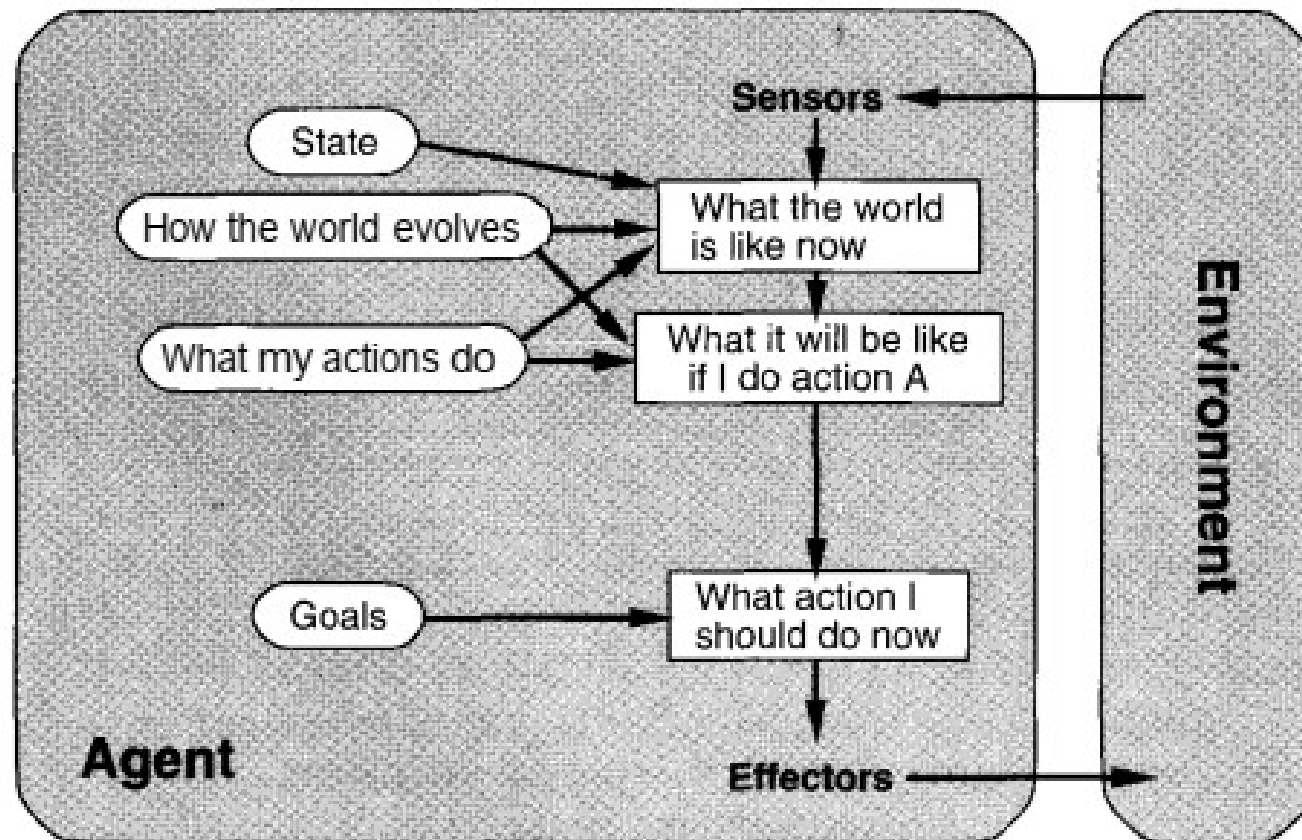 Sensors
State
What the world
is like now
How the world evolves
What it will be like
if I do action A
What my actions do
Environment
What action I
should do now
Goals
Agent
Effectors